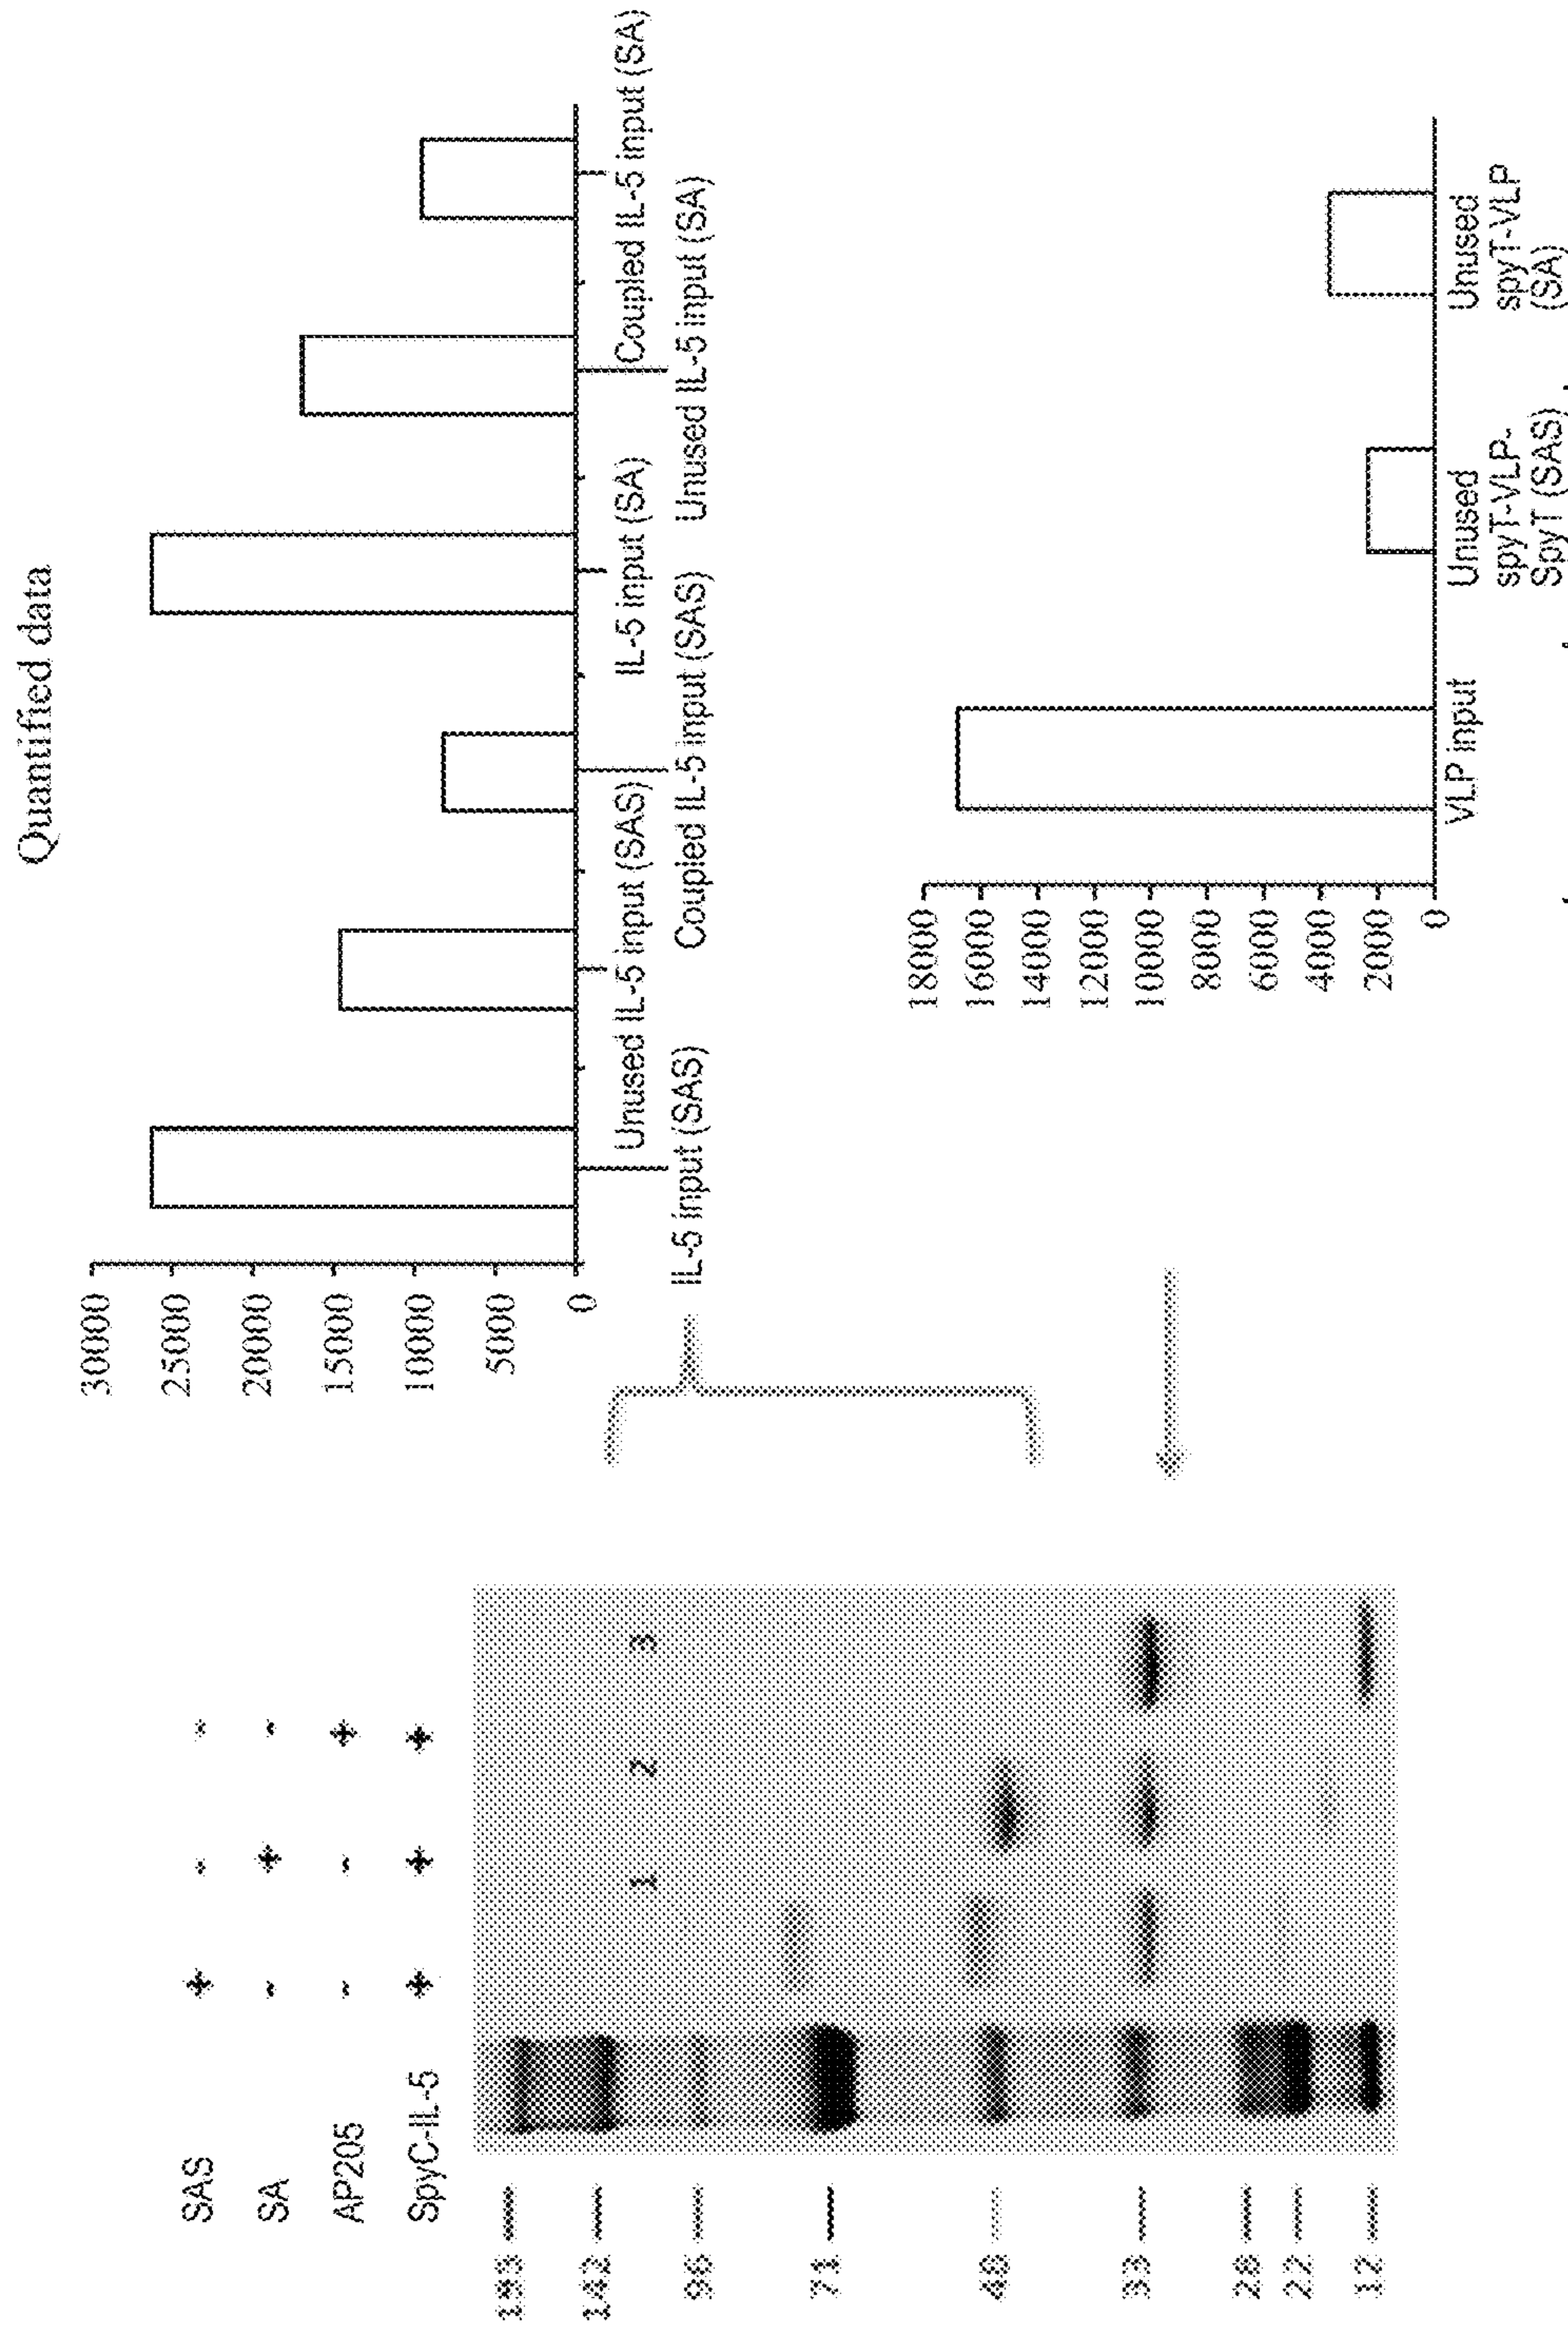 Quantified data
SAS + - -
SA - + -
AP205 - - +
SpyC-IL-5 + + +
1 2 3
193
142
96
71
48
33
28
22
12
30000
25000
20000
15000
10000
5000
0
Unused IL-5 input (SAS)
IL-5 input (SA)
Coupled IL-5 input (SA)
IL-5 input (SAS)
Coupled IL-5 input (SAS)
Unused IL-5 input (SA)
18000
16000
14000
12000
10000
8000
6000
4000
2000
0
VLP input
Unused
spyT-VLP-
SpyT (SAS)
Unused
spyT-VLP
(SA)